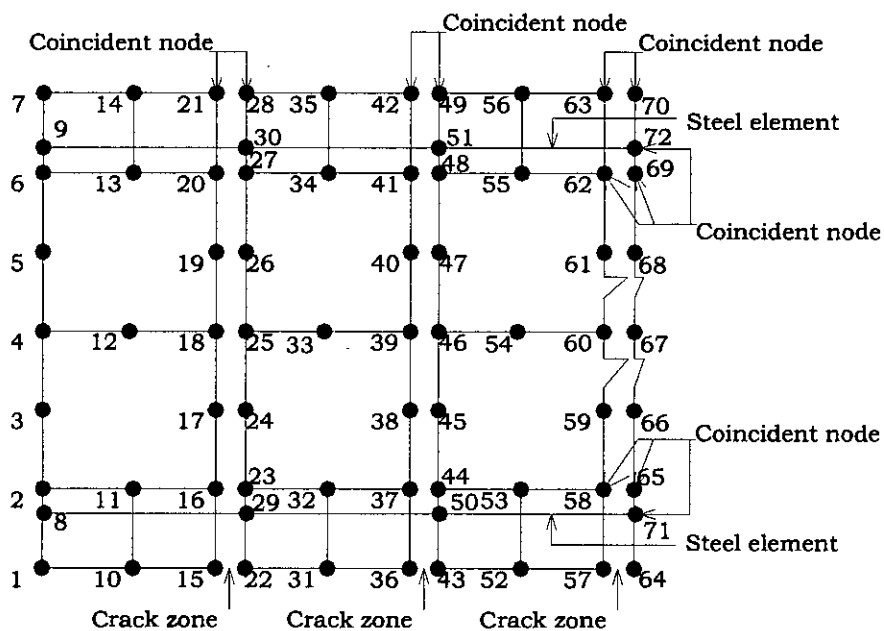 Coincident node
Coincident node
Coincident node
7 14 21 28 35 42 49 56 63 70
Steel element
9 30 51 72
27 48 69
6 13 20 34 41 55 62
Coincident node
5 19 26 40 47 61 68
4 12 18 25 33 39 46 54 60 67
3 17 24 38 45 59 66
Coincident node
23 44 65
2 11 16 32 37 53 58
8 29 50 71
Steel element
1 10 15 22 31 36 43 52 57 64
Crack zone Crack zone Crack zone